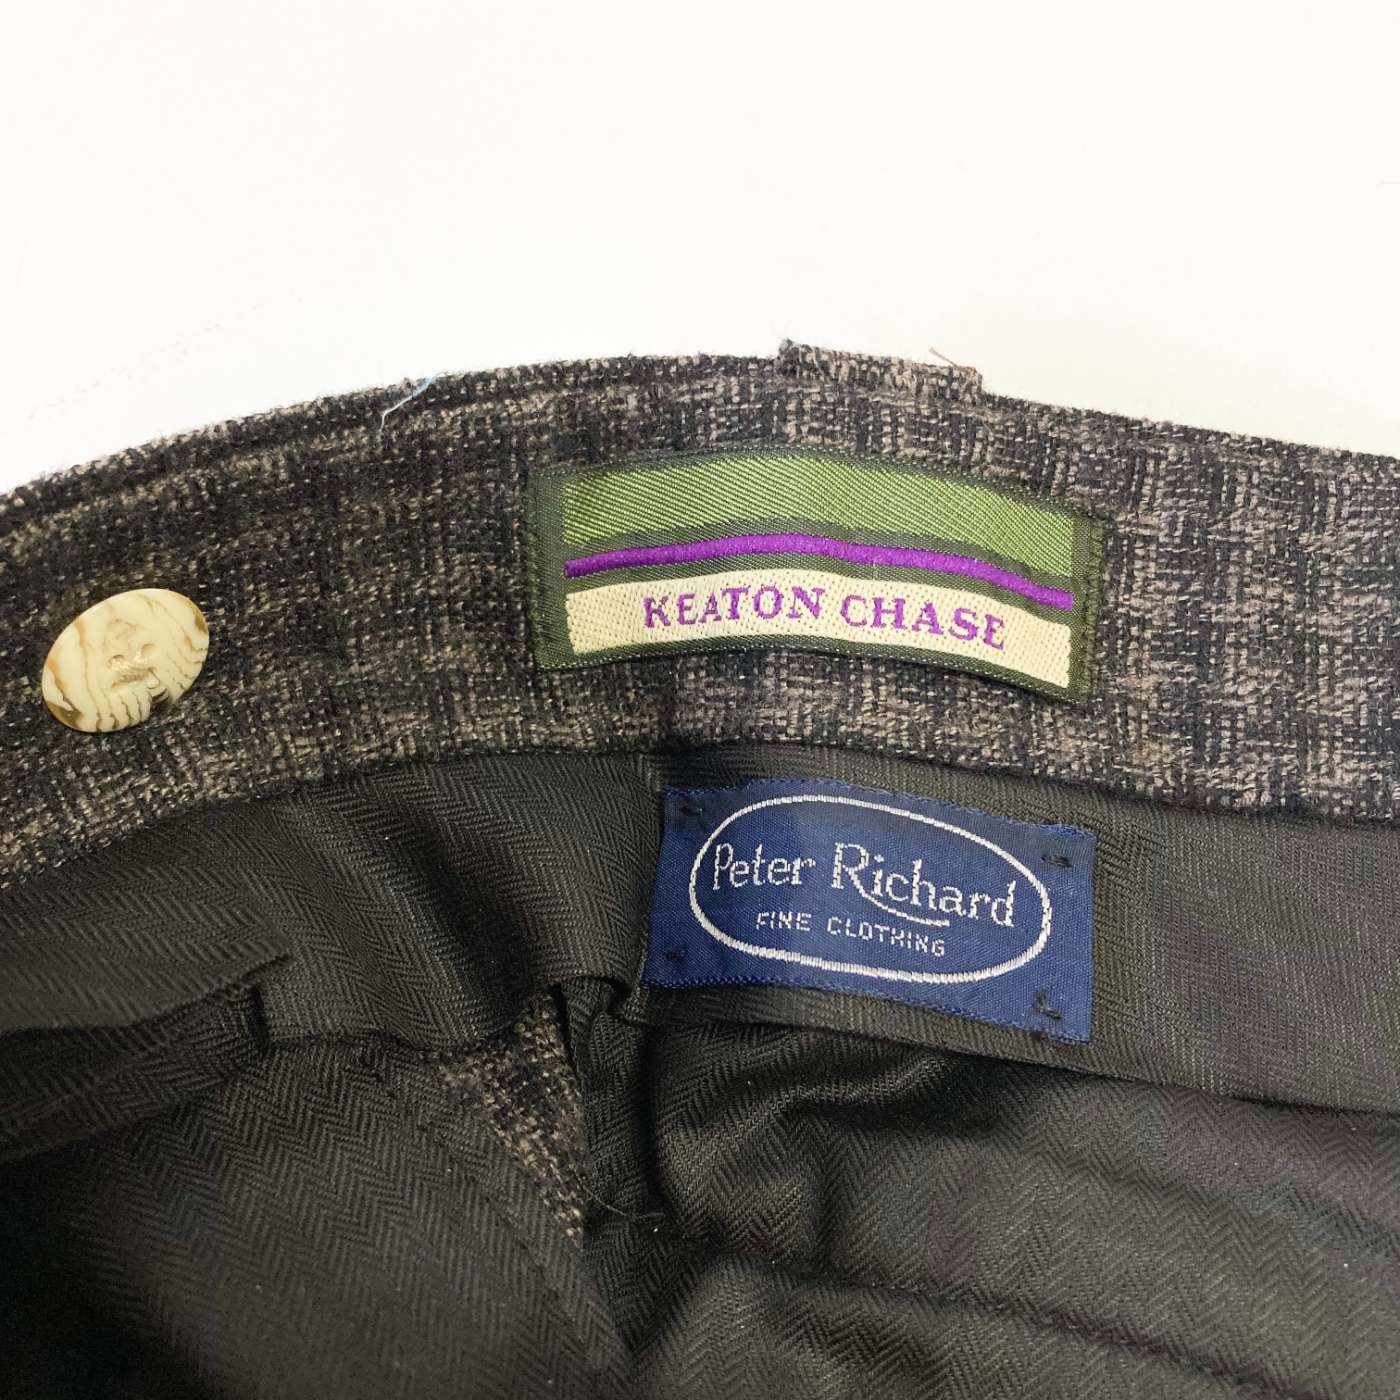 KEATON CHASE
Peter Richard
FINE CLOTHING